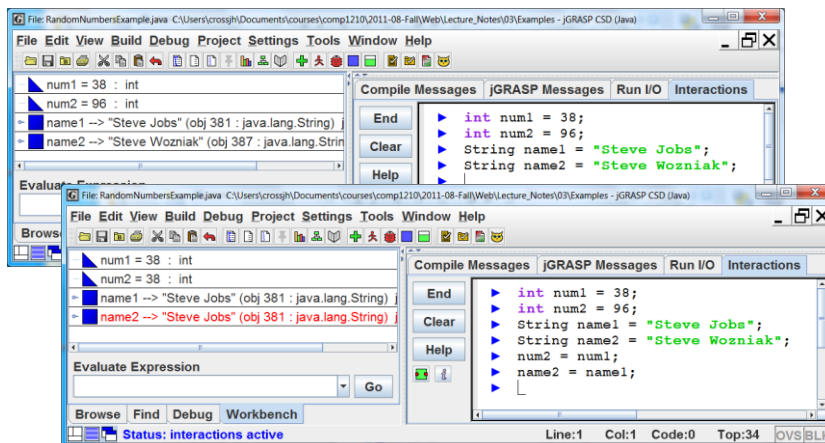 File: RandomNumbersExample.java C:\Users\crossjh\Documents\courses\comp1210\2011-08-Fall\Web\Lecture_Notes\03\Examples - jGRASP CSD (Java)
File Edit View Build Debug Project Settings Tools Window Help
num1 = 38 : int
num2 = 96 : int
name1 --> "Steve Jobs" (obj 381 : java.lang.String) j
name2 --> "Steve Wozniak" (obj 387 : java.lang.Strin
Evaluate Expression
Brows
Compile Messages jGRASP Messages Run I/O Interactions
End
Clear
Help
int num1 = 38;
int num2 = 96;
String name1 = "Steve Jobs";
String name2 = "Steve Wozniak";
File: RandomNumbersExample.java C:\Users\crossjh\Documents\courses\comp1210\2011-08-Fall\Web\Lecture_Notes\03\Examples - jGRASP CSD (Java)
File Edit View Build Debug Project Settings Tools Window Help
num1 = 38 : int
num2 = 38 : int
name1 --> "Steve Jobs" (obj 381 : java.lang.String) j
name2 --> "Steve Jobs" (obj 381 : java.lang.String) j
Evaluate Expression
Go
Browse Find Debug Workbench
Compile Messages jGRASP Messages Run I/O Interactions
End
Clear
Help
int num1 = 38;
int num2 = 96;
String name1 = "Steve Jobs";
String name2 = "Steve Wozniak";
num2 = num1;
name2 = name1;
Status: interactions active
Line:1 Col:1 Code:0 Top:34 OVS BLK